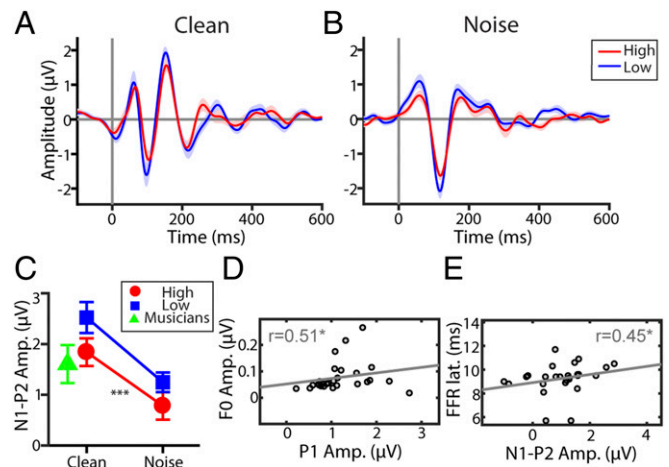 A
Clean
B
Noise
High
Low
Amplitude (µV)
2
1
0
-1
-2
0 200 400 600
Time (ms)
2
1
0
-1
-2
0 200 400 600
Time (ms)
C
High
Low
Musicians
N1-P2 Amp. (µV)
3
2
1
0
***
Clean Noise
D
r=0.51*
F0 Amp. (µV)
0.2
0.1
0
0 1 2 3
P1 Amp. (µV)
E
r=0.45*
FFR lat. (ms)
14
12
10
8
6
0 2 4
N1-P2 Amp. (µV)